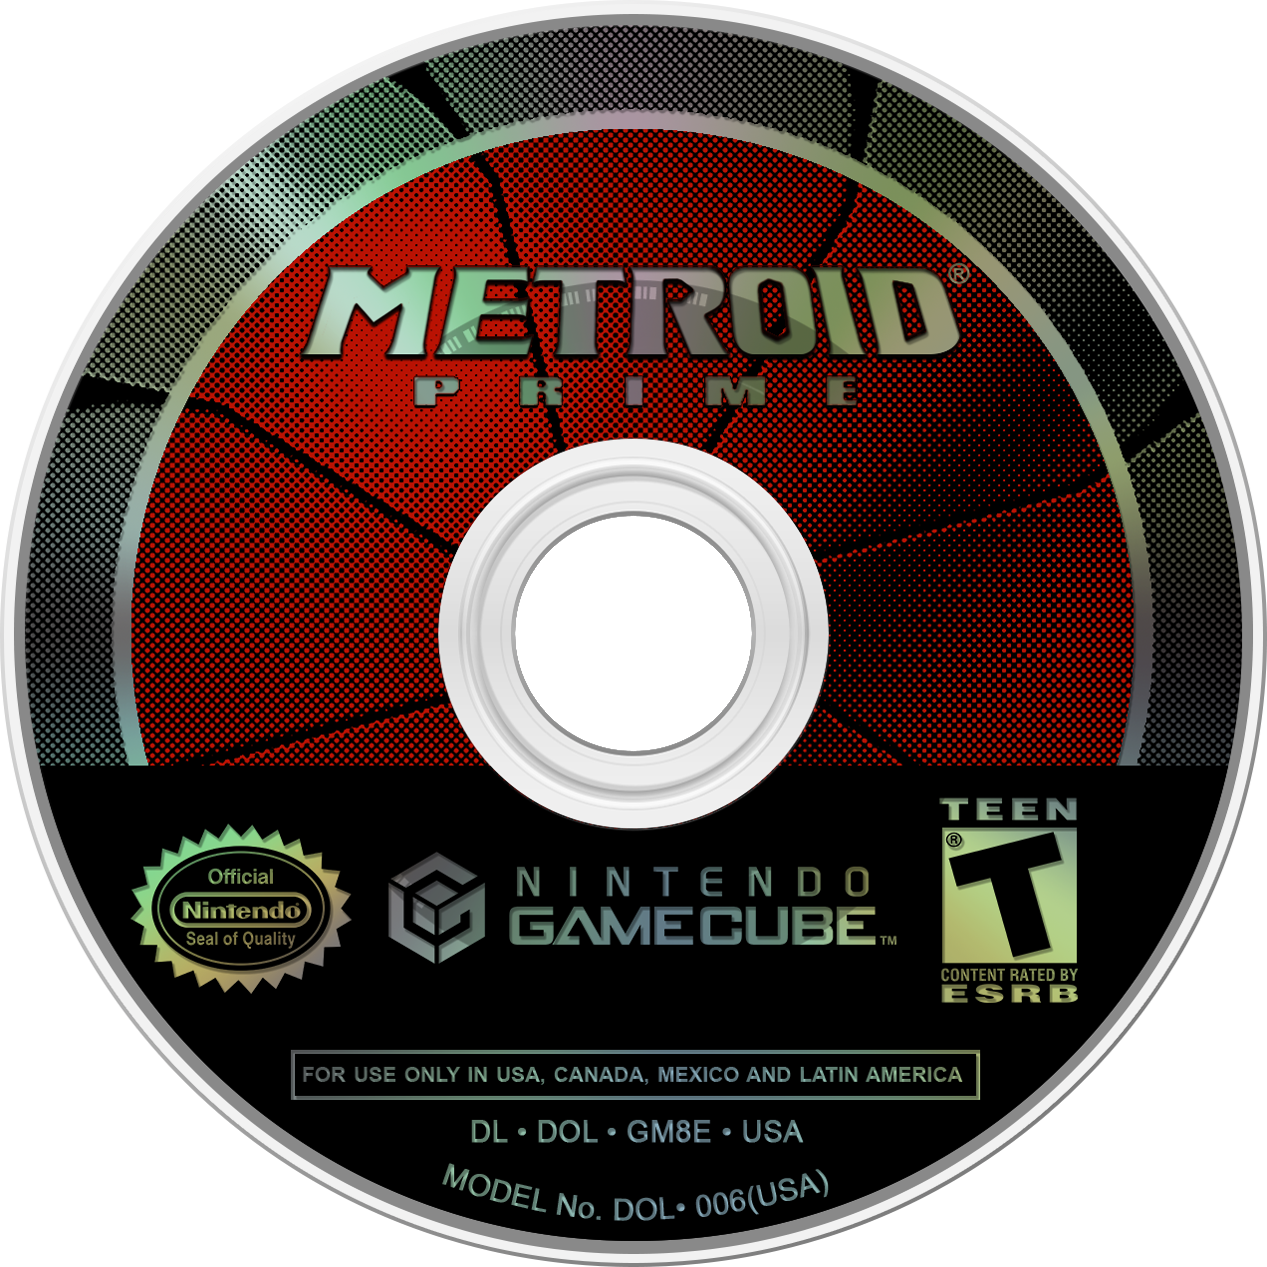 METROID®
PRIME
TEEN
T®
CONTENT RATED BY
ESRB
Official
Nintendo®
Seal of Quality
NINTENDO
GAMECUBE™
FOR USE ONLY IN USA, CANADA, MEXICO AND LATIN AMERICA
DL • DOL • GM8E • USA
MODEL No. DOL• 006(USA)